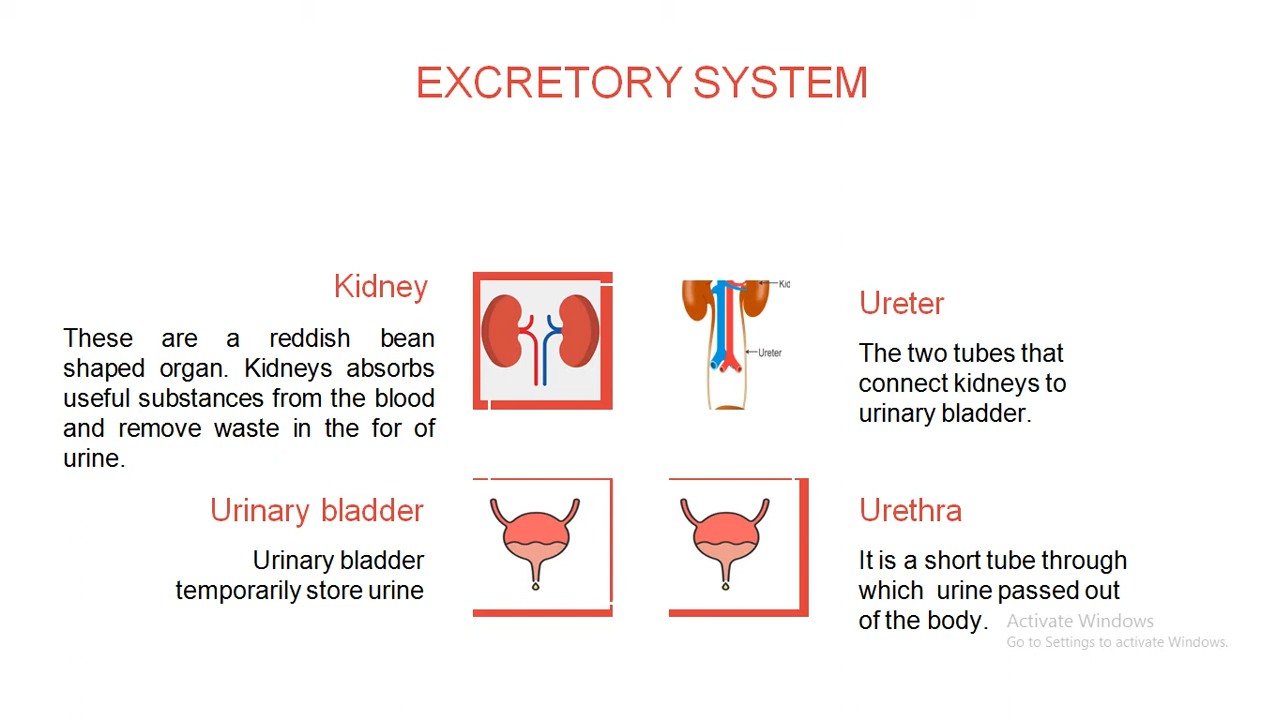 EXCRETORY SYSTEM
Kidney
These are a reddish bean
shaped organ. Kidneys absorbs
useful substances from the blood
and remove waste in the for of
urine.
Kid
Ureter
Ureter
The two tubes that
connect kidneys to
urinary bladder.
Urinary bladder
Urinary bladder
temporarily store urine
Urethra
It is a short tube through
which urine passed out
of the body.
Activate Windows
Go to Settings to activate Windows.